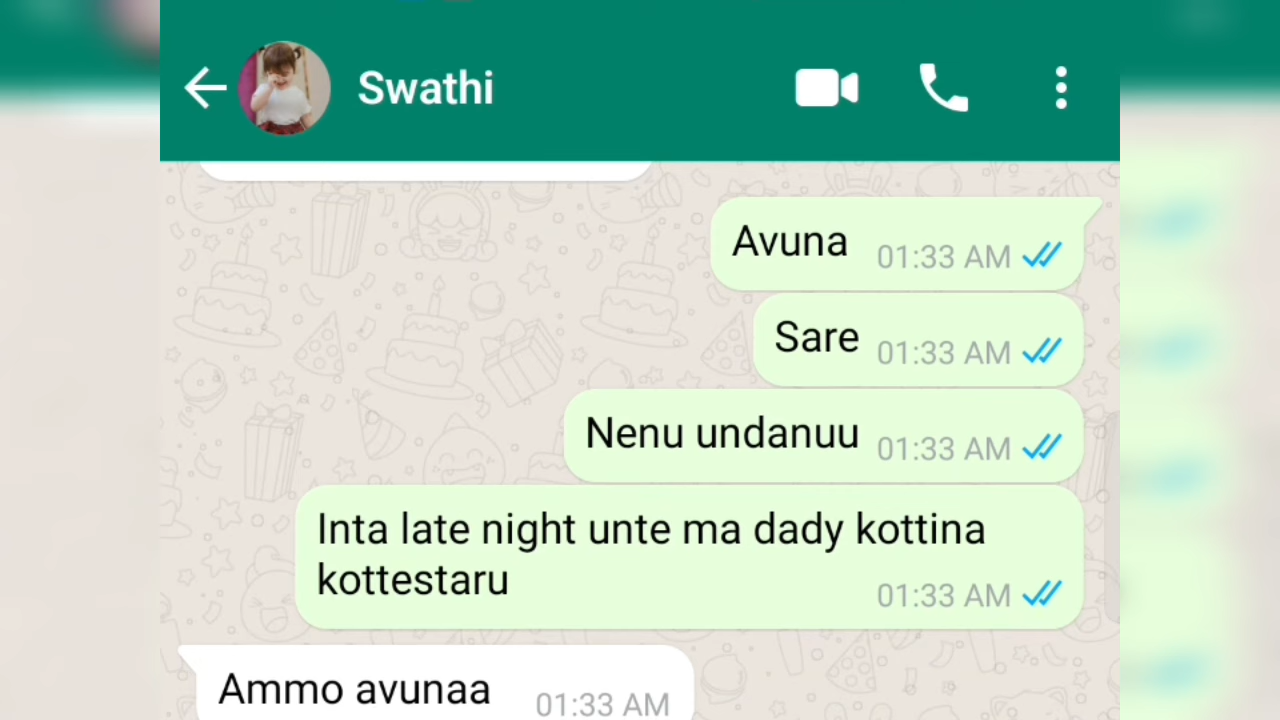 Swathi
Avuna 01:33 AM
Sare 01:33 AM
Nenu undanuu 01:33 AM
Inta late night unte ma dady kottina
kottestaru 01:33 AM
Ammo avunaa 01:33 AM